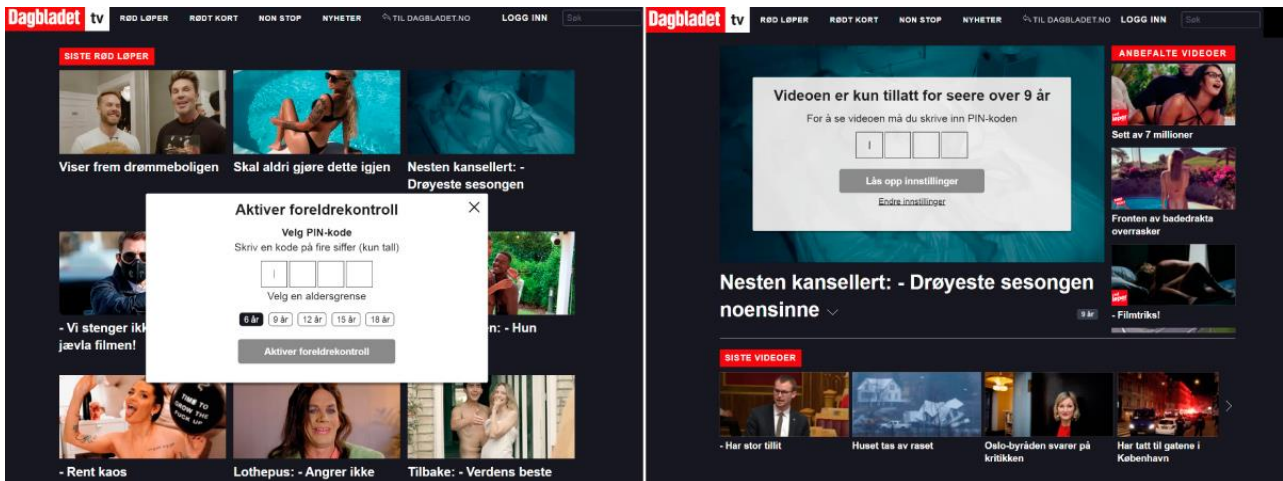 Dagbladet tv RØD LØPER RØDT KORT NON STOP NYHETER TIL DAGBLADET.NO LOGG INN Søk
SISTE RØD LØPER
Viser frem drømmeboligen
Skal aldri gjøre dette igjen
Nesten kansellert: -
Drøyeste sesongen
Aktiver foreldrekontroll
Velg PIN-kode
Skriv en kode på fire siffer (kun tall)
Velg en aldersgrense
6 år 9 år 12 år 15 år 18 år
Aktiver foreldrekontroll
- Vi stenger ikk
jævla filmen!
en: - Hun
TIME TO
GROW THE
FUCK UP
- Rent kaos
Lothepus: - Angrer ikke
Tilbake: - Verdens beste
Dagbladet tv RØD LØPER RØDT KORT NON STOP NYHETER TIL DAGBLADET.NO LOGG INN Søk
Videoen er kun tillatt for seere over 9 år
For å se videoen må du skrive inn PIN-koden
Lås opp innstillinger
Endre innstillinger
Nesten kansellert: - Drøyeste sesongen
noensinne
9 år
ANBEFALTE VIDEOER
Sett av 7 millioner
Fronten av badedrakta
overrasker
- Filmtriks!
SISTE VIDEOER
- Har stor tillit
Huset tas av raset
Oslo-byråden svarer på
kritikken
Har tatt til gatene i
København